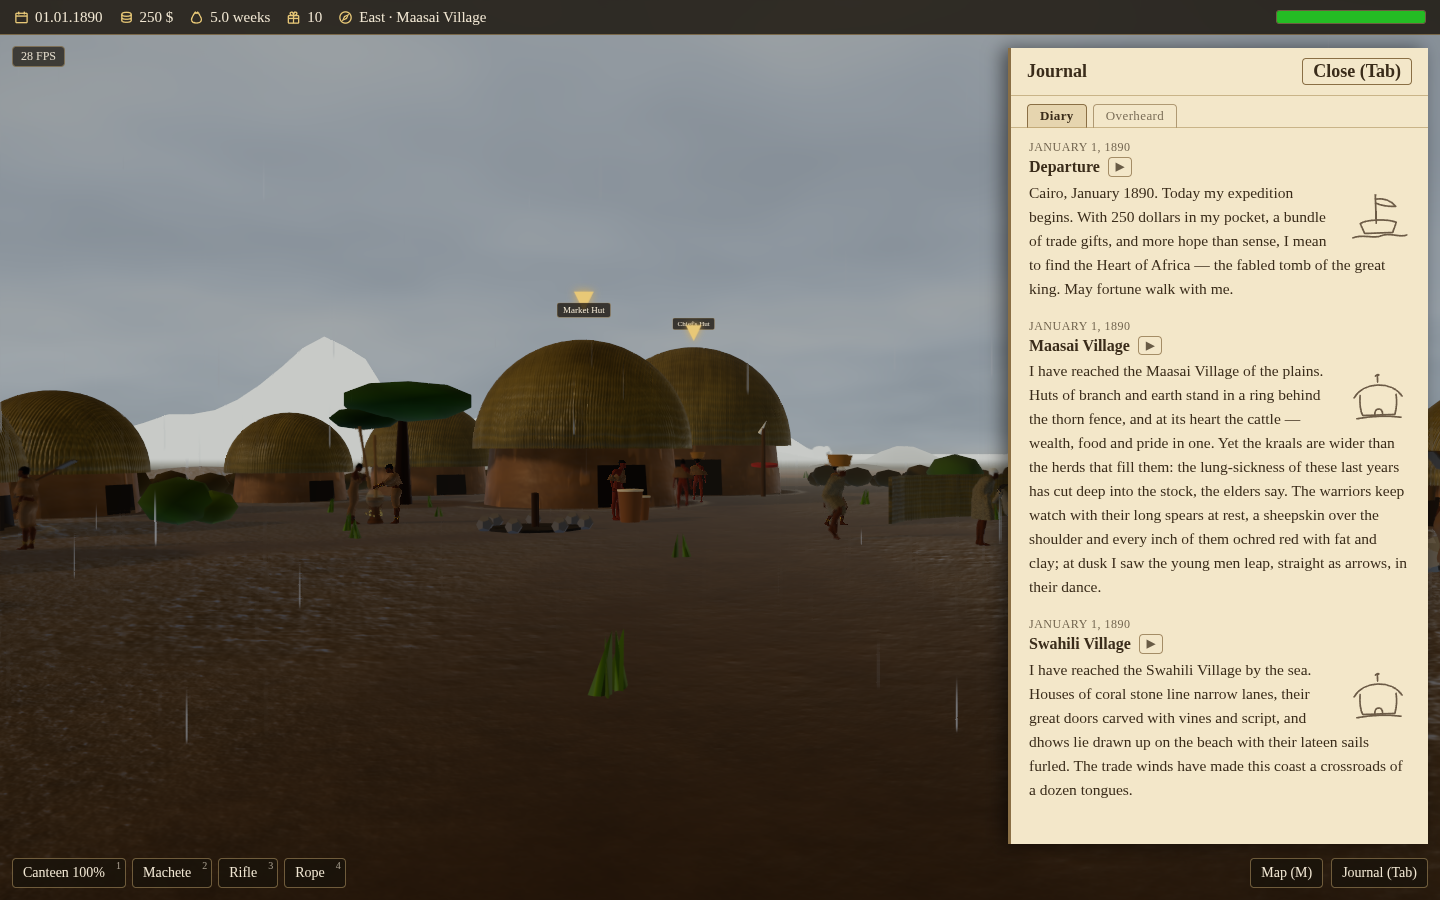 01.01.1890 250 $ 5.0 weeks 10 East · Maasai Village
28 FPS
Journal
Close (Tab)
Diary Overheard
JANUARY 1, 1890
Departure
Cairo, January 1890. Today my expedition
begins. With 250 dollars in my pocket, a bundle
of trade gifts, and more hope than sense, I mean
to find the Heart of Africa — the fabled tomb of the great
king. May fortune walk with me.
JANUARY 1, 1890
Maasai Village
I have reached the Maasai Village of the plains.
Huts of branch and earth stand in a ring behind
the thorn fence, and at its heart the cattle —
wealth, food and pride in one. Yet the kraals are wider than
the herds that fill them: the lung-sickness of these last years
has cut deep into the stock, the elders say. The warriors keep
watch with their long spears at rest, a sheepskin over the
shoulder and every inch of them ochred red with fat and
clay; at dusk I saw the young men leap, straight as arrows, in
their dance.
JANUARY 1, 1890
Swahili Village
I have reached the Swahili Village by the sea.
Houses of coral stone line narrow lanes, their
great doors carved with vines and script, and
dhows lie drawn up on the beach with their lateen sails
furled. The trade winds have made this coast a crossroads of
a dozen tongues.
Market Hut
Chief's Hut
Canteen 100% 1 Machete 2 Rifle 3 Rope 4
Map (M) Journal (Tab)